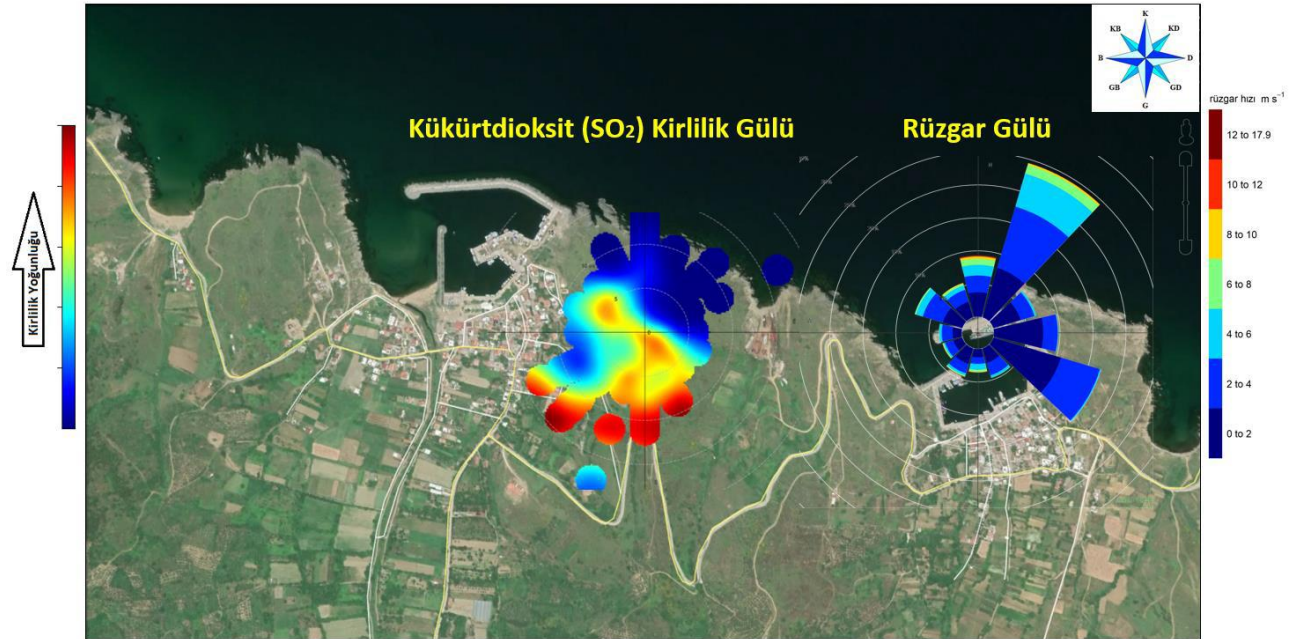 K
KB
KD
B
D
GB
GD
G
Kükürtdioksit (SO₂) Kirlilik Gülü
Rüzgar Gülü
Kirlilik Yoğunluğu
rüzgar hızı m s⁻¹
12 to 17.9
10 to 12
8 to 10
6 to 8
4 to 6
2 to 4
0 to 2